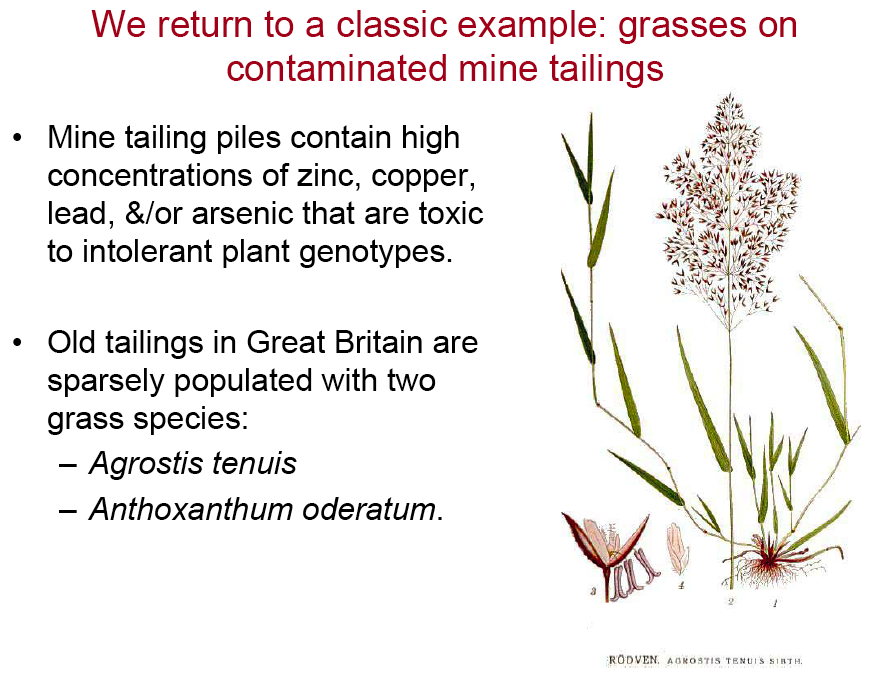 We return to a classic example: grasses on
contaminated mine tailings
• Mine tailing piles contain high
concentrations of zinc, copper,
lead, &/or arsenic that are toxic
to intolerant plant genotypes.
• Old tailings in Great Britain are
sparsely populated with two
grass species:
– Agrostis tenuis
– Anthoxanthum oderatum.
3 4 2 1
RÖDVEN. AGROSTIS TENUIS SIBTH.